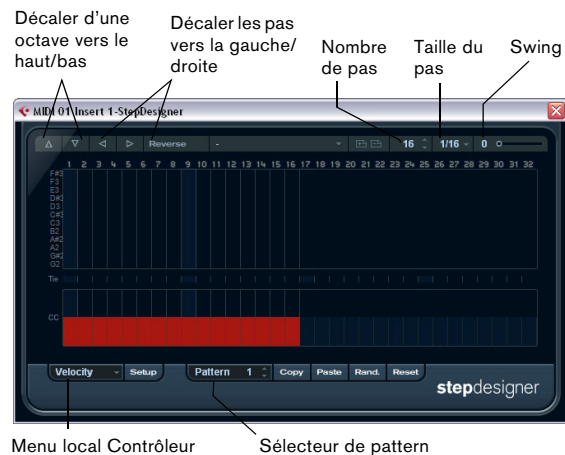 Décaler d'une
octave vers le
haut/bas
Décaler les pas
vers la gauche/
droite
Nombre
de pas
Taille du
pas
Swing
MIDI 01-Insert 1-StepDesigner
Reverse - 16 1/16 0
1 2 3 4 5 6 7 8 9 10 11 12 13 14 15 16 17 18 19 20 21 22 23 24 25 26 27 28 29 30 31 32
F#3
F3
E3
D#3
D3
C#3
C3
B2
A#2
A2
G#2
G2
Tie
CC
Velocity Setup Pattern 1 Copy Paste Rand. Reset
stepdesigner
Menu local Contrôleur
Sélecteur de pattern